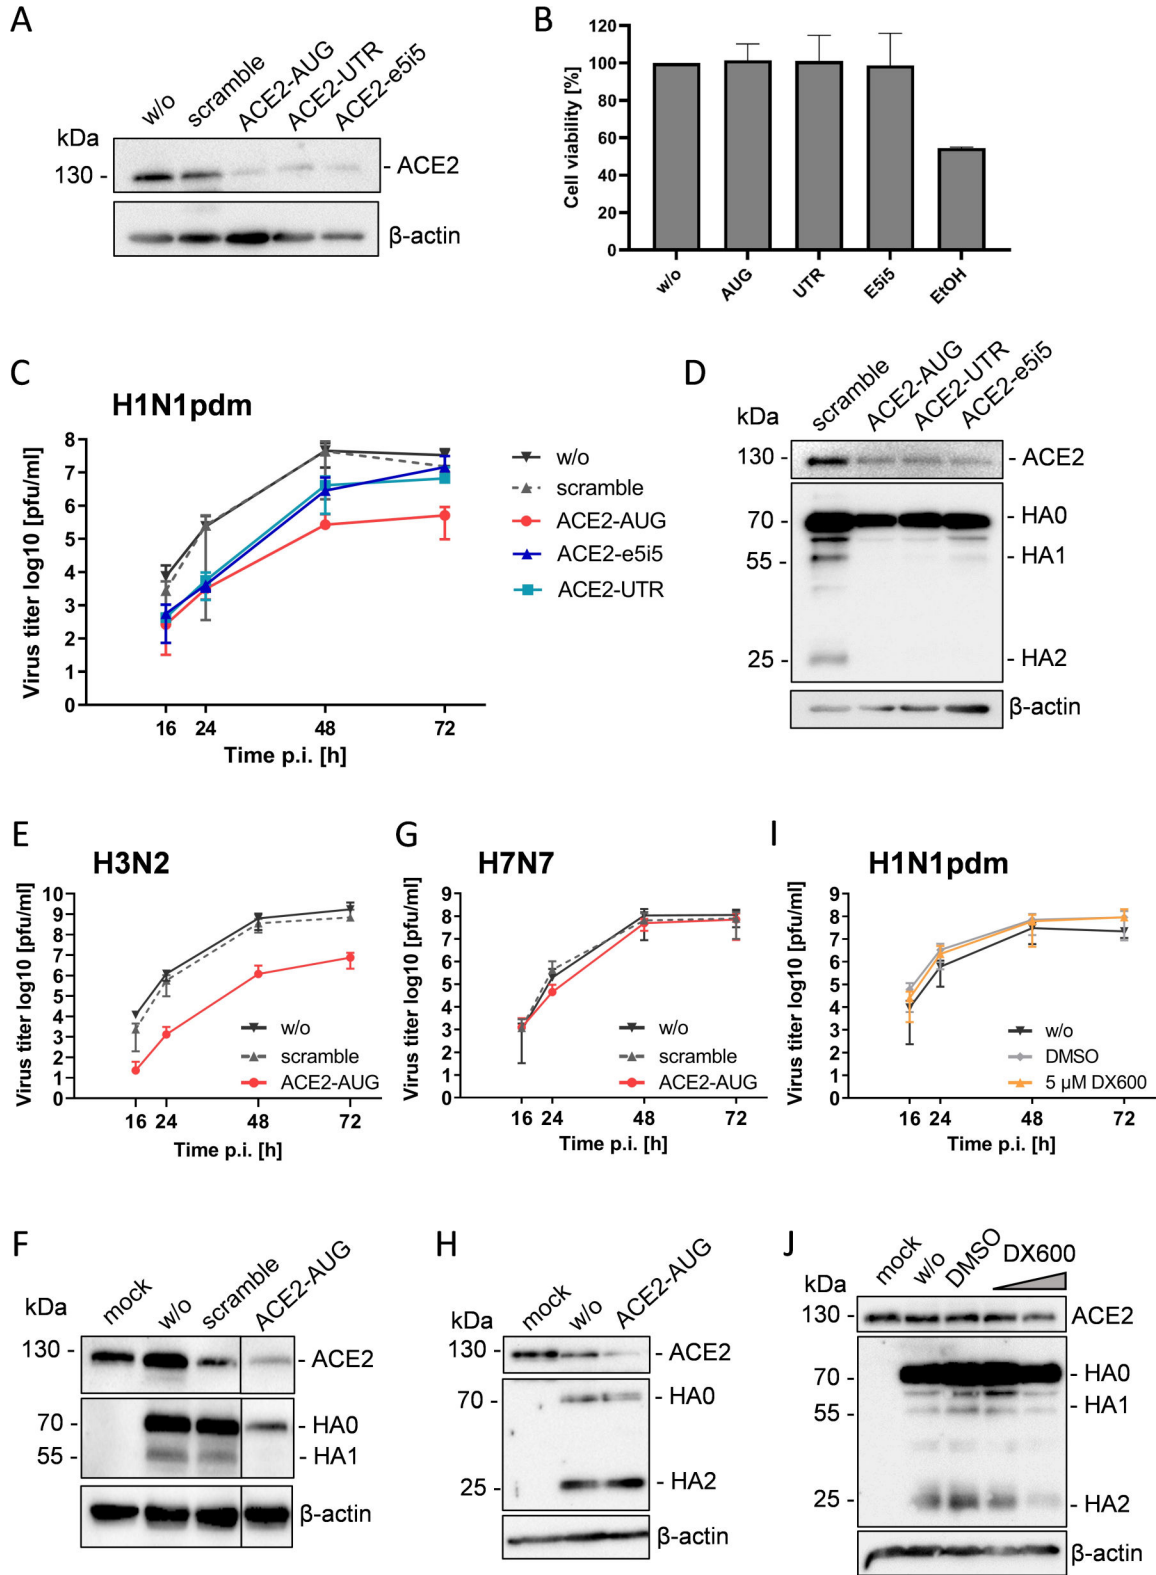 A
w/o
scramble
ACE2-AUG
ACE2-UTR
ACE2-e5i5
kDa
130 -
- ACE2
β-actin
B
Cell viability [%]
120
100
80
60
40
20
0
w/o
AUG
UTR
E5i5
EtOH
C
H1N1pdm
Virus titer log10 [pfu/ml]
8
7
6
5
4
3
2
1
0
16
24
48
72
Time p.i. [h]
w/o
scramble
ACE2-AUG
ACE2-e5i5
ACE2-UTR
D
scramble
ACE2-AUG
ACE2-UTR
ACE2-e5i5
kDa
130 -
- ACE2
70 -
- HA0
55 -
- HA1
25 -
- HA2
β-actin
E
H3N2
Virus titer log10 [pfu/ml]
10
9
8
7
6
5
4
3
2
1
0
w/o
scramble
ACE2-AUG
16
24
48
72
Time p.i. [h]
G
H7N7
Virus titer log10 [pfu/ml]
9
8
7
6
5
4
3
2
1
0
w/o
scramble
ACE2-AUG
16
24
48
72
Time p.i. [h]
I
H1N1pdm
Virus titer log10 [pfu/ml]
9
8
7
6
5
4
3
2
1
0
w/o
DMSO
5 µM DX600
16
24
48
72
Time p.i. [h]
F
mock
w/o
scramble
ACE2-AUG
kDa
130 -
- ACE2
70 -
- HA0
55 -
- HA1
β-actin
H
mock
w/o
ACE2-AUG
kDa
130 -
- ACE2
70 -
- HA0
25 -
- HA2
β-actin
J
mock
w/o
DMSO
DX600
kDa
130 -
ACE2
70 -
- HA0
55 -
- HA1
25 -
- HA2
β-actin